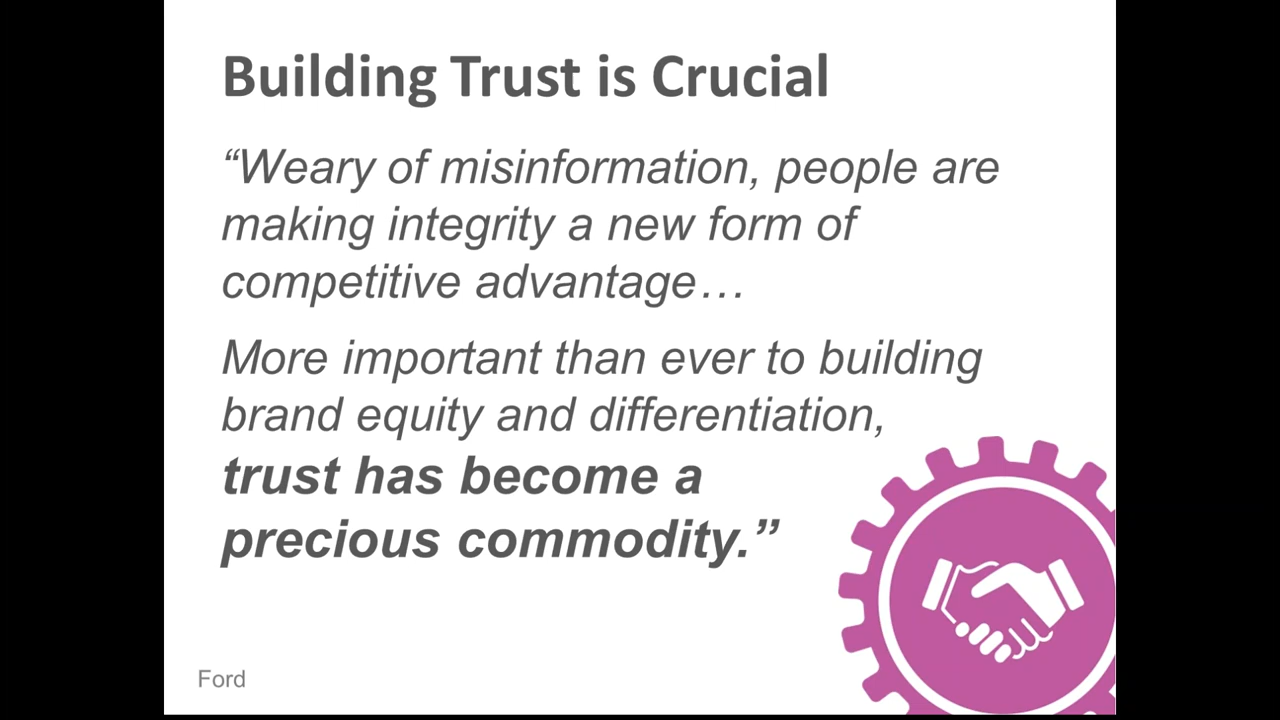 Building Trust is Crucial
“Weary of misinformation, people are
making integrity a new form of
competitive advantage…
More important than ever to building
brand equity and differentiation,
trust has become a
precious commodity.”
Ford